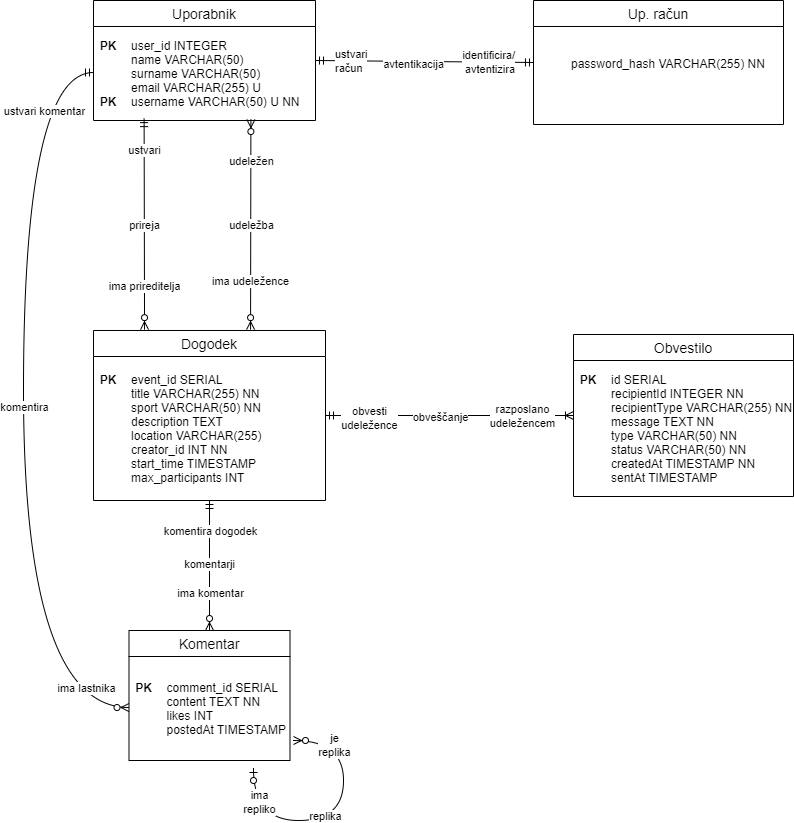 Uporabnik
PK user_id INTEGER
name VARCHAR(50)
surname VARCHAR(50)
email VARCHAR(255) U
PK username VARCHAR(50) U NN
Up. račun
password_hash VARCHAR(255) NN
ustvari
račun
avtentikacija
identificira/
avtentizira
ustvari komentar
komentira
ima lastnika
ustvari
prireja
ima prireditelja
udeležen
udeležba
ima udeležence
Dogodek
PK event_id SERIAL
title VARCHAR(255) NN
sport VARCHAR(50) NN
description TEXT
location VARCHAR(255)
creator_id INT NN
start_time TIMESTAMP
max_participants INT
obvesti
udeležence
obveščanje
razposlano
udeležencem
Obvestilo
PK id SERIAL
recipientId INTEGER NN
recipientType VARCHAR(255) NN
message TEXT NN
type VARCHAR(50) NN
status VARCHAR(50) NN
createdAt TIMESTAMP NN
sentAt TIMESTAMP
komentira dogodek
komentarji
ima komentar
Komentar
PK comment_id SERIAL
content TEXT NN
likes INT
postedAt TIMESTAMP
je
replika
ima
repliko
replika